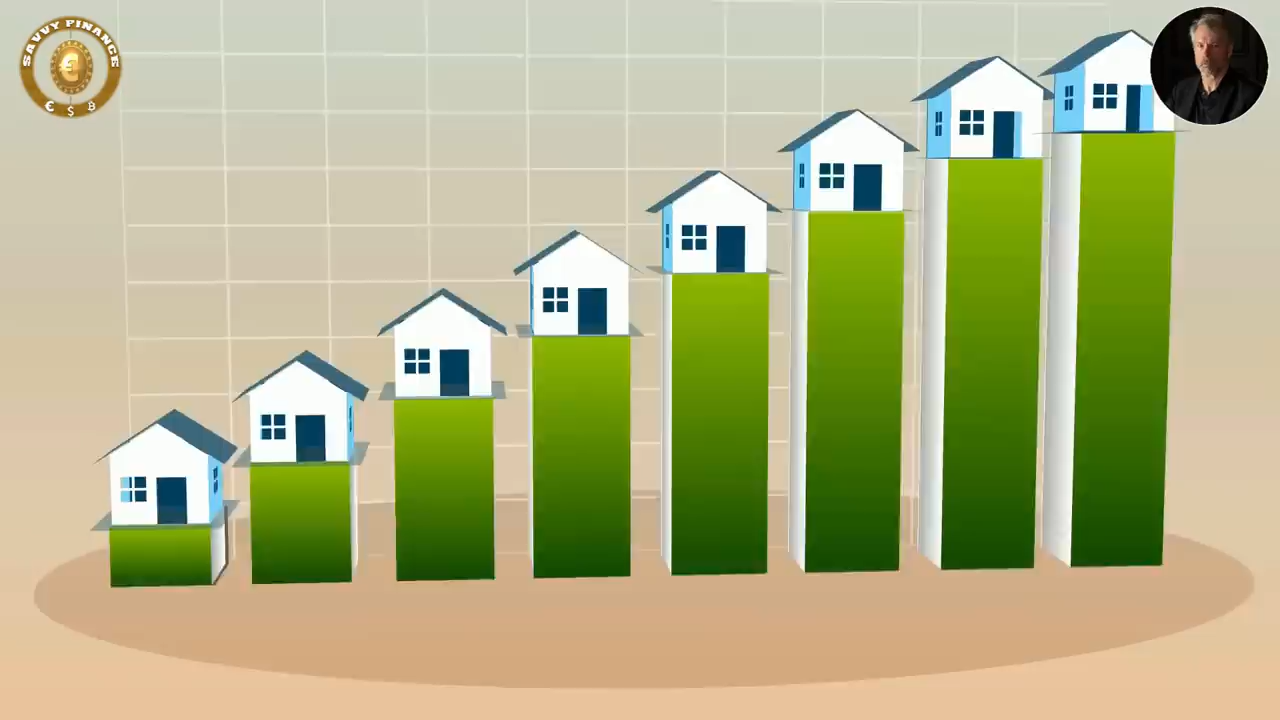 SAVVY FINANCE
€
€ $ ₿